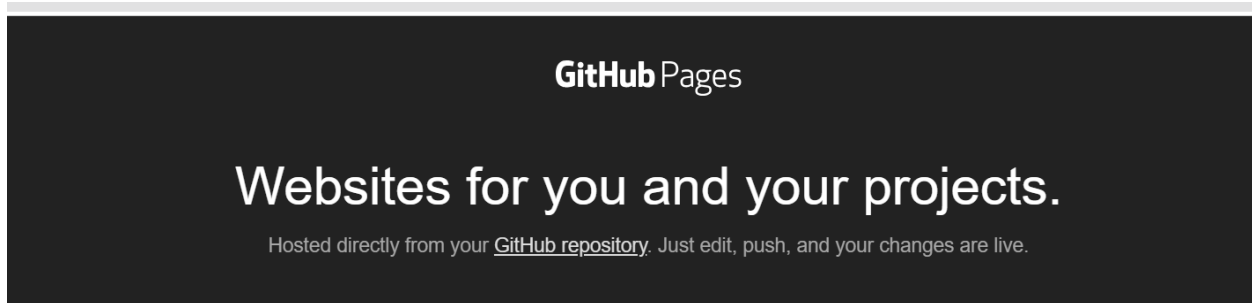 GitHub Pages
Websites for you and your projects.
Hosted directly from your GitHub repository. Just edit, push, and your changes are live.